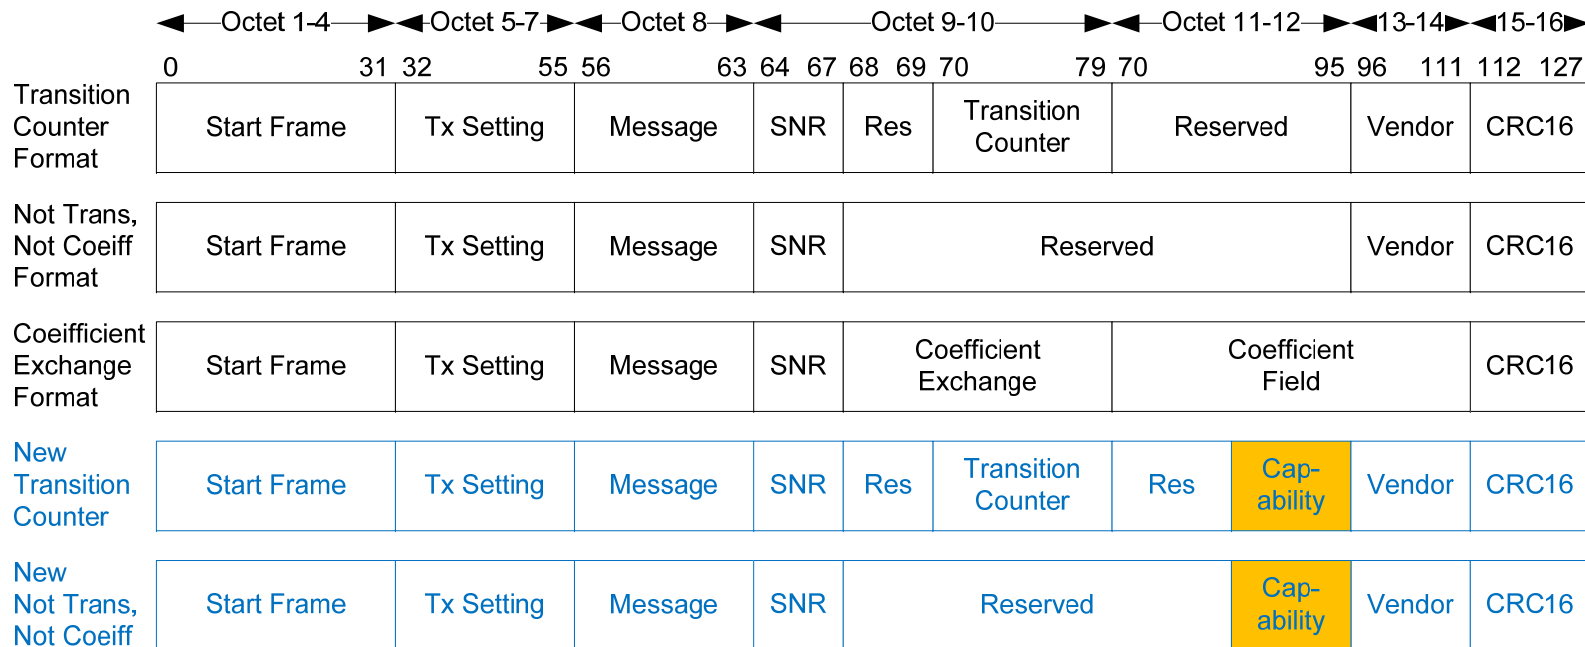 Octet 1-4 Octet 5-7 Octet 8 Octet 9-10 Octet 11-12 13-14 15-16
0 31 32 55 56 63 64 67 68 69 70 79 70 95 96 111 112 127
Transition
Counter
Format
Start Frame Tx Setting Message SNR Res Transition
Counter
Reserved Vendor CRC16
Not Trans,
Not Coeiff
Format
Start Frame Tx Setting Message SNR Reserved Vendor CRC16
Coeifficient
Exchange
Format
Start Frame Tx Setting Message SNR Coefficient
Exchange
Coefficient
Field
CRC16
New
Transition
Counter
Start Frame Tx Setting Message SNR Res Transition
Counter
Res Cap-
ability
Vendor CRC16
New
Not Trans,
Not Coeiff
Start Frame Tx Setting Message SNR Reserved Cap-
ability
Vendor CRC16